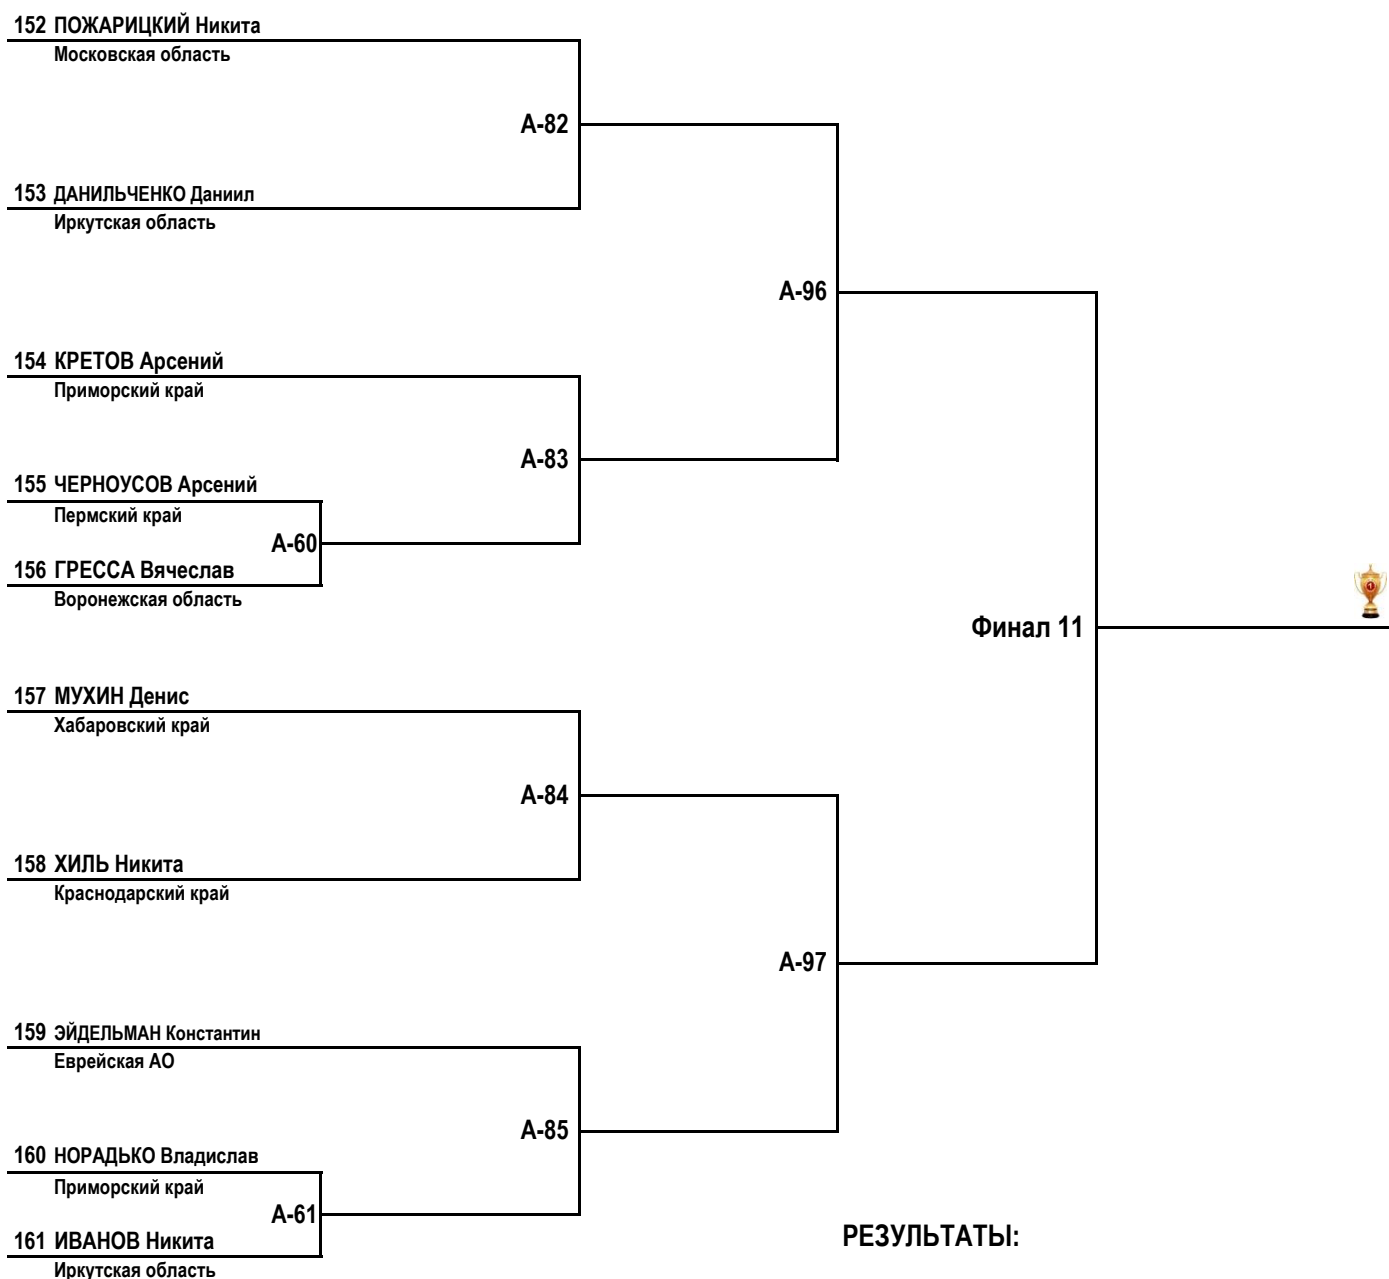 152 ПОЖАРИЦКИЙ Никита
Московская область
А-82
153 ДАНИЛЬЧЕНКО Даниил
Иркутская область
А-96
154 КРЕТОВ Арсений
Приморский край
А-83
155 ЧЕРНОУСОВ Арсений
Пермский край
А-60
156 ГРЕССА Вячеслав
Воронежская область
Финал 11
157 МУХИН Денис
Хабаровский край
А-84
158 ХИЛЬ Никита
Краснодарский край
А-97
159 ЭЙДЕЛЬМАН Константин
Еврейская АО
А-85
160 НОРАДЬКО Владислав
Приморский край
А-61
161 ИВАНОВ Никита
Иркутская область
РЕЗУЛЬТАТЫ: